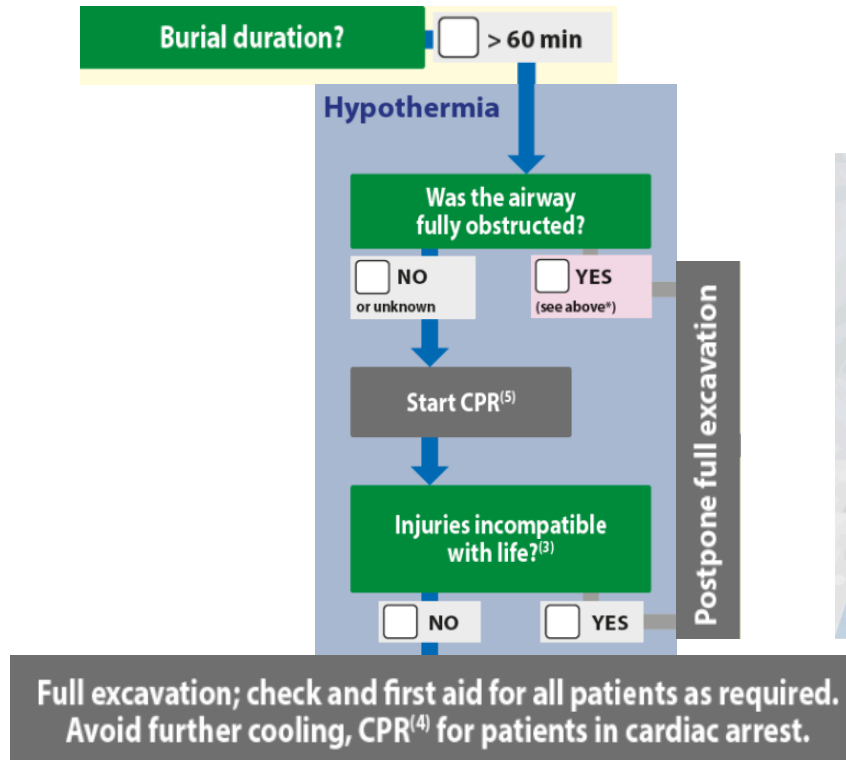 Burial duration?
> 60 min
Hypothermia
Was the airway
fully obstructed?
NO
or unknown
YES
(see above*)
Start CPR(5)
Postpone full excavation
Injuries incompatible
with life?(3)
NO
YES
Full excavation; check and first aid for all patients as required.
Avoid further cooling, CPR(4) for patients in cardiac arrest.